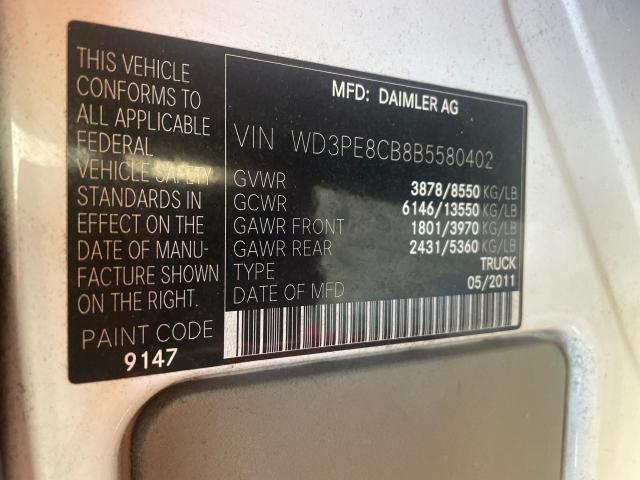 THIS VEHICLE
CONFORMS TO
ALL APPLICABLE
FEDERAL
VEHICLE SAFETY
STANDARDS IN
EFFECT ON THE
DATE OF MANU-
FACTURE SHOWN
ON THE RIGHT.
PAINT CODE
9147
MFD: DAIMLER AG
VIN WD3PE8CB8B5580402
GVWR 3878/8550 KG/LB
GCWR 6146/13550 KG/LB
GAWR FRONT 1801/3970 KG/LB
GAWR REAR 2431/5360 KG/LB
TYPE TRUCK
DATE OF MFD 05/2011